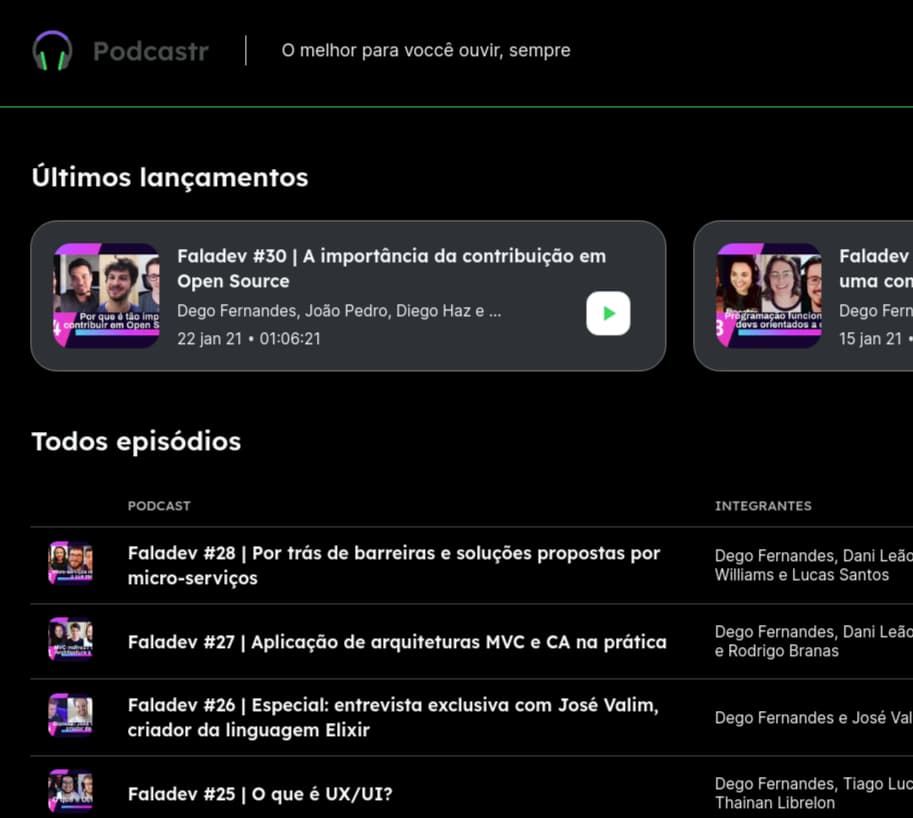 Podcastr
O melhor para voccê ouvir, sempre
Últimos lançamentos
Por que é tão imp
contribuir em Open S
Faladev #30 | A importância da contribuição em
Open Source
Dego Fernandes, João Pedro, Diego Haz e ...
22 jan 21 • 01:06:21
Programação funcion
devs orientados a
Faladev
uma con
Dego Fern
15 jan 21 •
Todos episódios
PODCAST
INTEGRANTES
Faladev #28 | Por trás de barreiras e soluções propostas por
micro-serviços
Dego Fernandes, Dani Leão
Williams e Lucas Santos
Faladev #27 | Aplicação de arquiteturas MVC e CA na prática
Dego Fernandes, Dani Leão
e Rodrigo Branas
Faladev #26 | Especial: entrevista exclusiva com José Valim,
criador da linguagem Elixir
Dego Fernandes e José Val
Faladev #25 | O que é UX/UI?
Dego Fernandes, Tiago Luc
Thainan Librelon